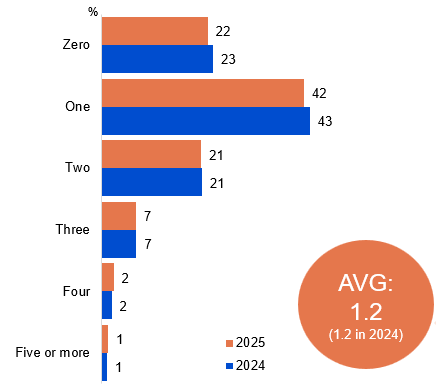 %
Zero
22
23
One
42
43
Two
21
21
Three
7
7
Four
2
2
Five or more
1
1
2025
2024
AVG:
1.2
(1.2 in 2024)